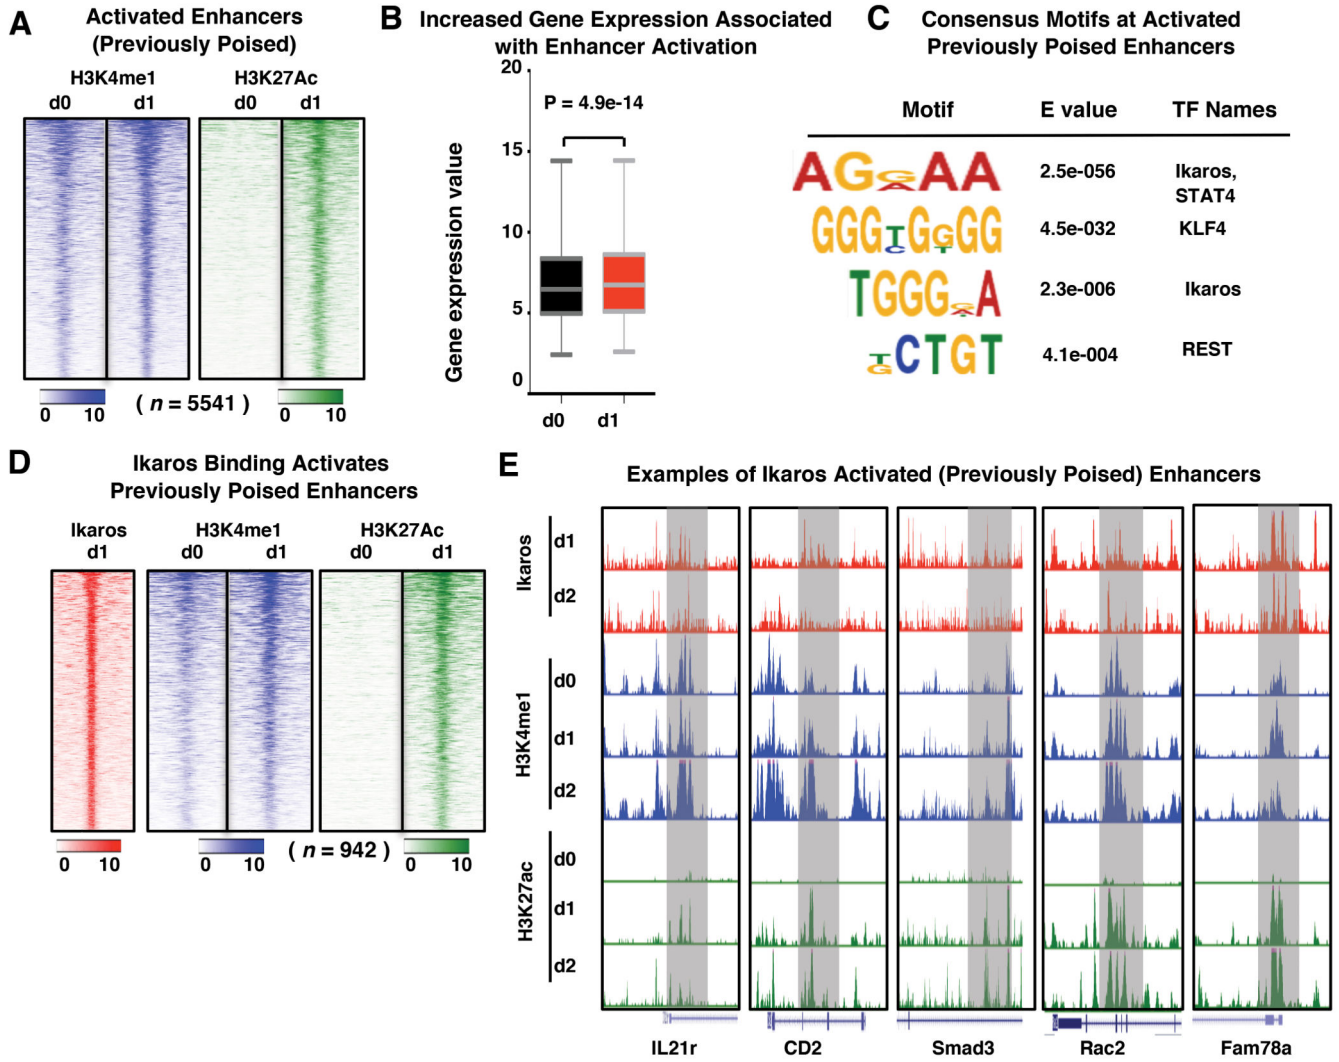 A
Activated Enhancers
(Previously Poised)
H3K4me1 H3K27Ac
d0 d1 d0 d1
0 10 ( n = 5541 ) 0 10
B
Increased Gene Expression Associated
with Enhancer Activation
Gene expression value
20
15
10
5
0
P = 4.9e-14
d0 d1
C
Consensus Motifs at Activated
Previously Poised Enhancers
Motif E value TF Names
AGGAAA 2.5e-056 Ikaros,
STAT4
GGGTCGGTGG 4.5e-032 KLF4
TGGGGAA 2.3e-006 Ikaros
TGCTGT 4.1e-004 REST
D
Ikaros Binding Activates
Previously Poised Enhancers
Ikaros H3K4me1 H3K27Ac
d1 d0 d1 d0 d1
0 10 0 10 ( n = 942 ) 0 10
E
Examples of Ikaros Activated (Previously Poised) Enhancers
Ikaros
d1
d2
H3K4me1
d0
d1
d2
H3K27ac
d0
d1
d2
IL21r CD2 Smad3 Rac2 Fam78a